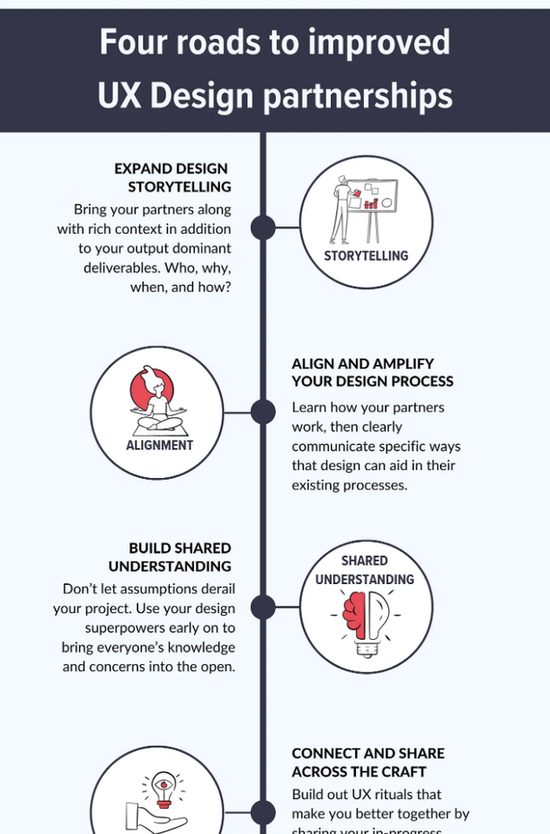 Four roads to improved
UX Design partnerships
EXPAND DESIGN
STORYTELLING
Bring your partners along
with rich context in addition
to your output dominant
deliverables. Who, why,
when, and how?
STORYTELLING
ALIGN AND AMPLIFY
YOUR DESIGN PROCESS
Learn how your partners
work, then clearly
communicate specific ways
that design can aid in their
existing processes.
ALIGNMENT
BUILD SHARED
UNDERSTANDING
Don’t let assumptions derail
your project. Use your design
superpowers early on to
bring everyone’s knowledge
and concerns into the open.
SHARED
UNDERSTANDING
CONNECT AND SHARE
ACROSS THE CRAFT
Build out UX rituals that
make you better together by
sharing your in-progress